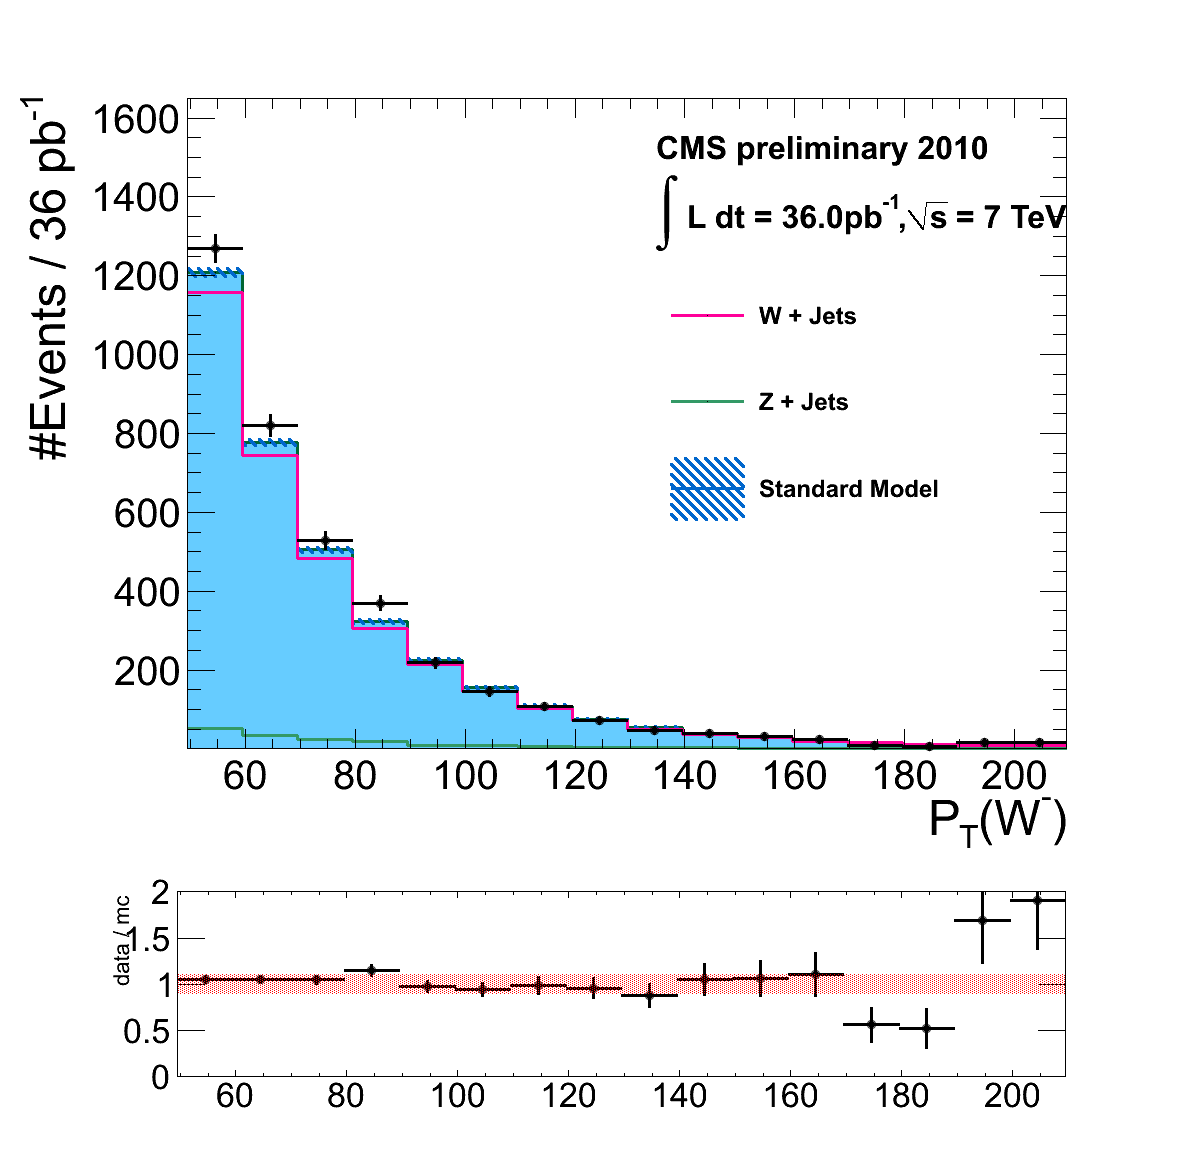 #Events / 36 pb-1
1600
1400
1200
1000
800
600
400
200
CMS preliminary 2010
∫ L dt = 36.0pb-1,√s = 7 TeV
W + Jets
Z + Jets
Standard Model
60 80 100 120 140 160 180 200
PT(W-)
data / mc
2
1.5
1
0.5
0
60 80 100 120 140 160 180 200